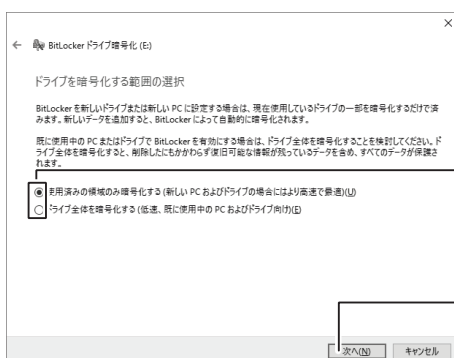 BitLocker ドライブ暗号化 (E:)
ドライブを暗号化する範囲の選択
BitLocker を新しいドライブまたは新しい PC に設定する場合は、現在使用しているドライブの一部を暗号化するだけで済
みます。新しいデータを追加すると、BitLocker によって自動的に暗号化されます。
既に使用中の PC またはドライブで BitLocker を有効にする場合は、ドライブ全体を暗号化することを検討してください。ド
ライブ全体を暗号化すると、削除したにもかかわらず復旧可能な情報が残っているデータを含め、すべてのデータが保護さ
れます。
使用済みの領域のみ暗号化する (新しい PC およびドライブの場合にはより高速で最適)(U)
ドライブ全体を暗号化する (低速、既に使用中の PC およびドライブ向け)(E)
次へ(N) キャンセル